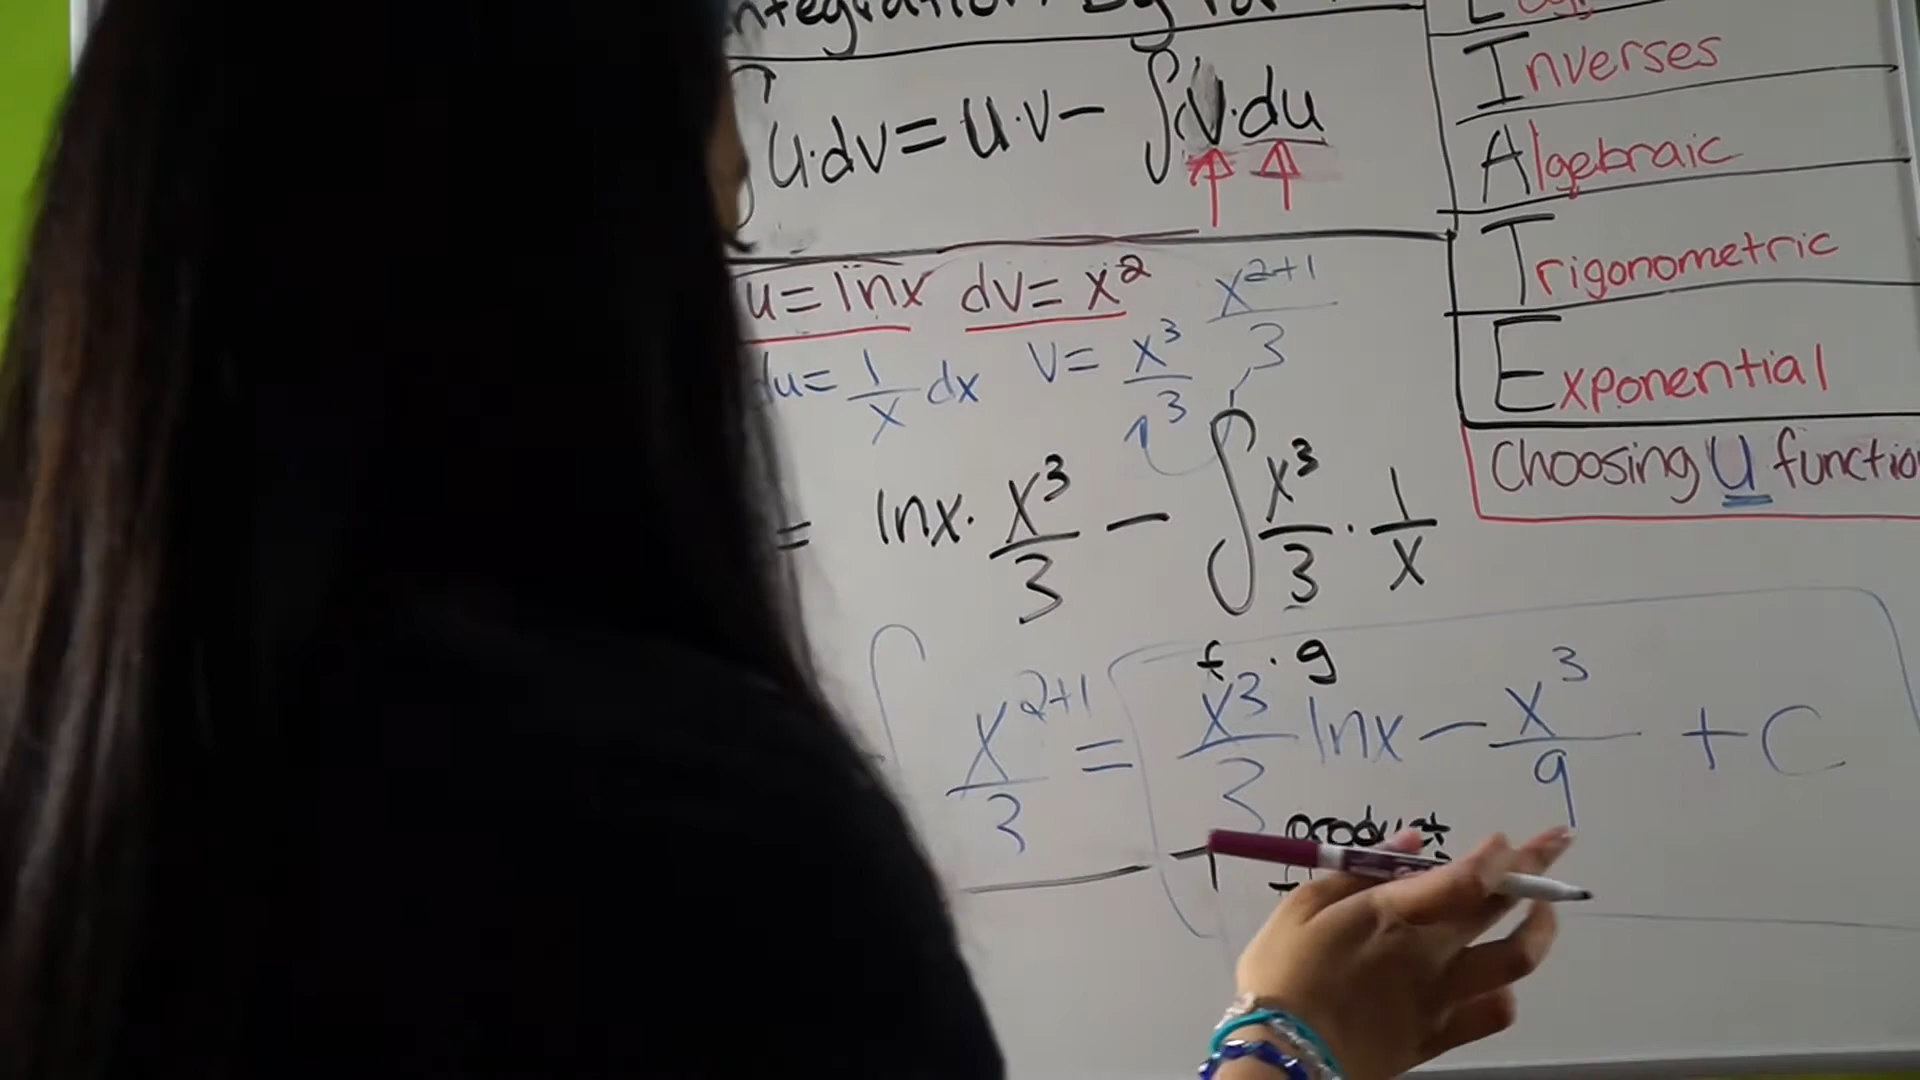 ∫ u·dv = u·v − ∫ v·du
u = lnx dv = x² x²⁺¹/3
du = 1/x dx v = x³/3
= lnx · x³/3 − ∫ x³/3 · 1/x
f · g
x²⁺¹/3 = x³/3 lnx − x³/9 + C
product
Inverses
Algebraic
Trigonometric
Exponential
Choosing U